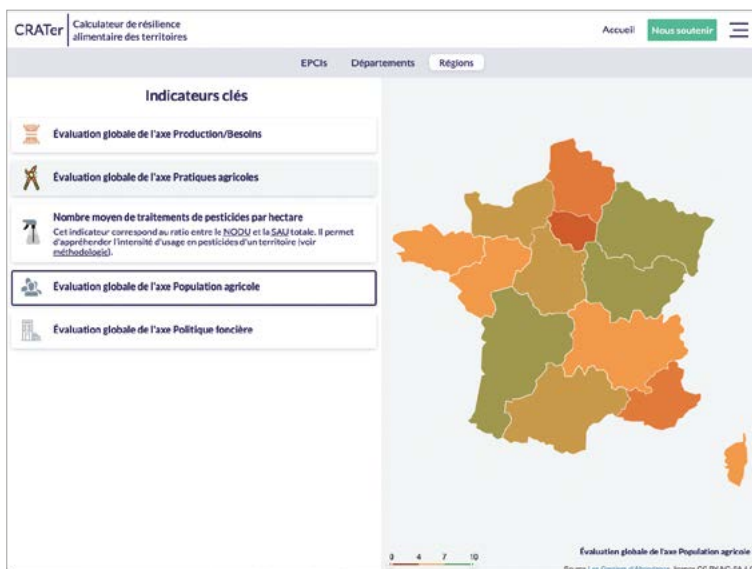 CRATer
Calculateur de résilience
alimentaire des territoires
Accueil
Nous soutenir
EPCIs Départements Régions
Indicateurs clés
Évaluation globale de l'axe Production/Besoins
Évaluation globale de l'axe Pratiques agricoles
Nombre moyen de traitements de pesticides par hectare
Cet indicateur correspond au ratio entre le NODU et la SAU totale. Il permet
d'appréhender l'intensité d'usage en pesticides d'un territoire (voir
méthodologie).
Évaluation globale de l'axe Population agricole
Évaluation globale de l'axe Politique foncière
0 4 7 10
Évaluation globale de l'axe Population agricole